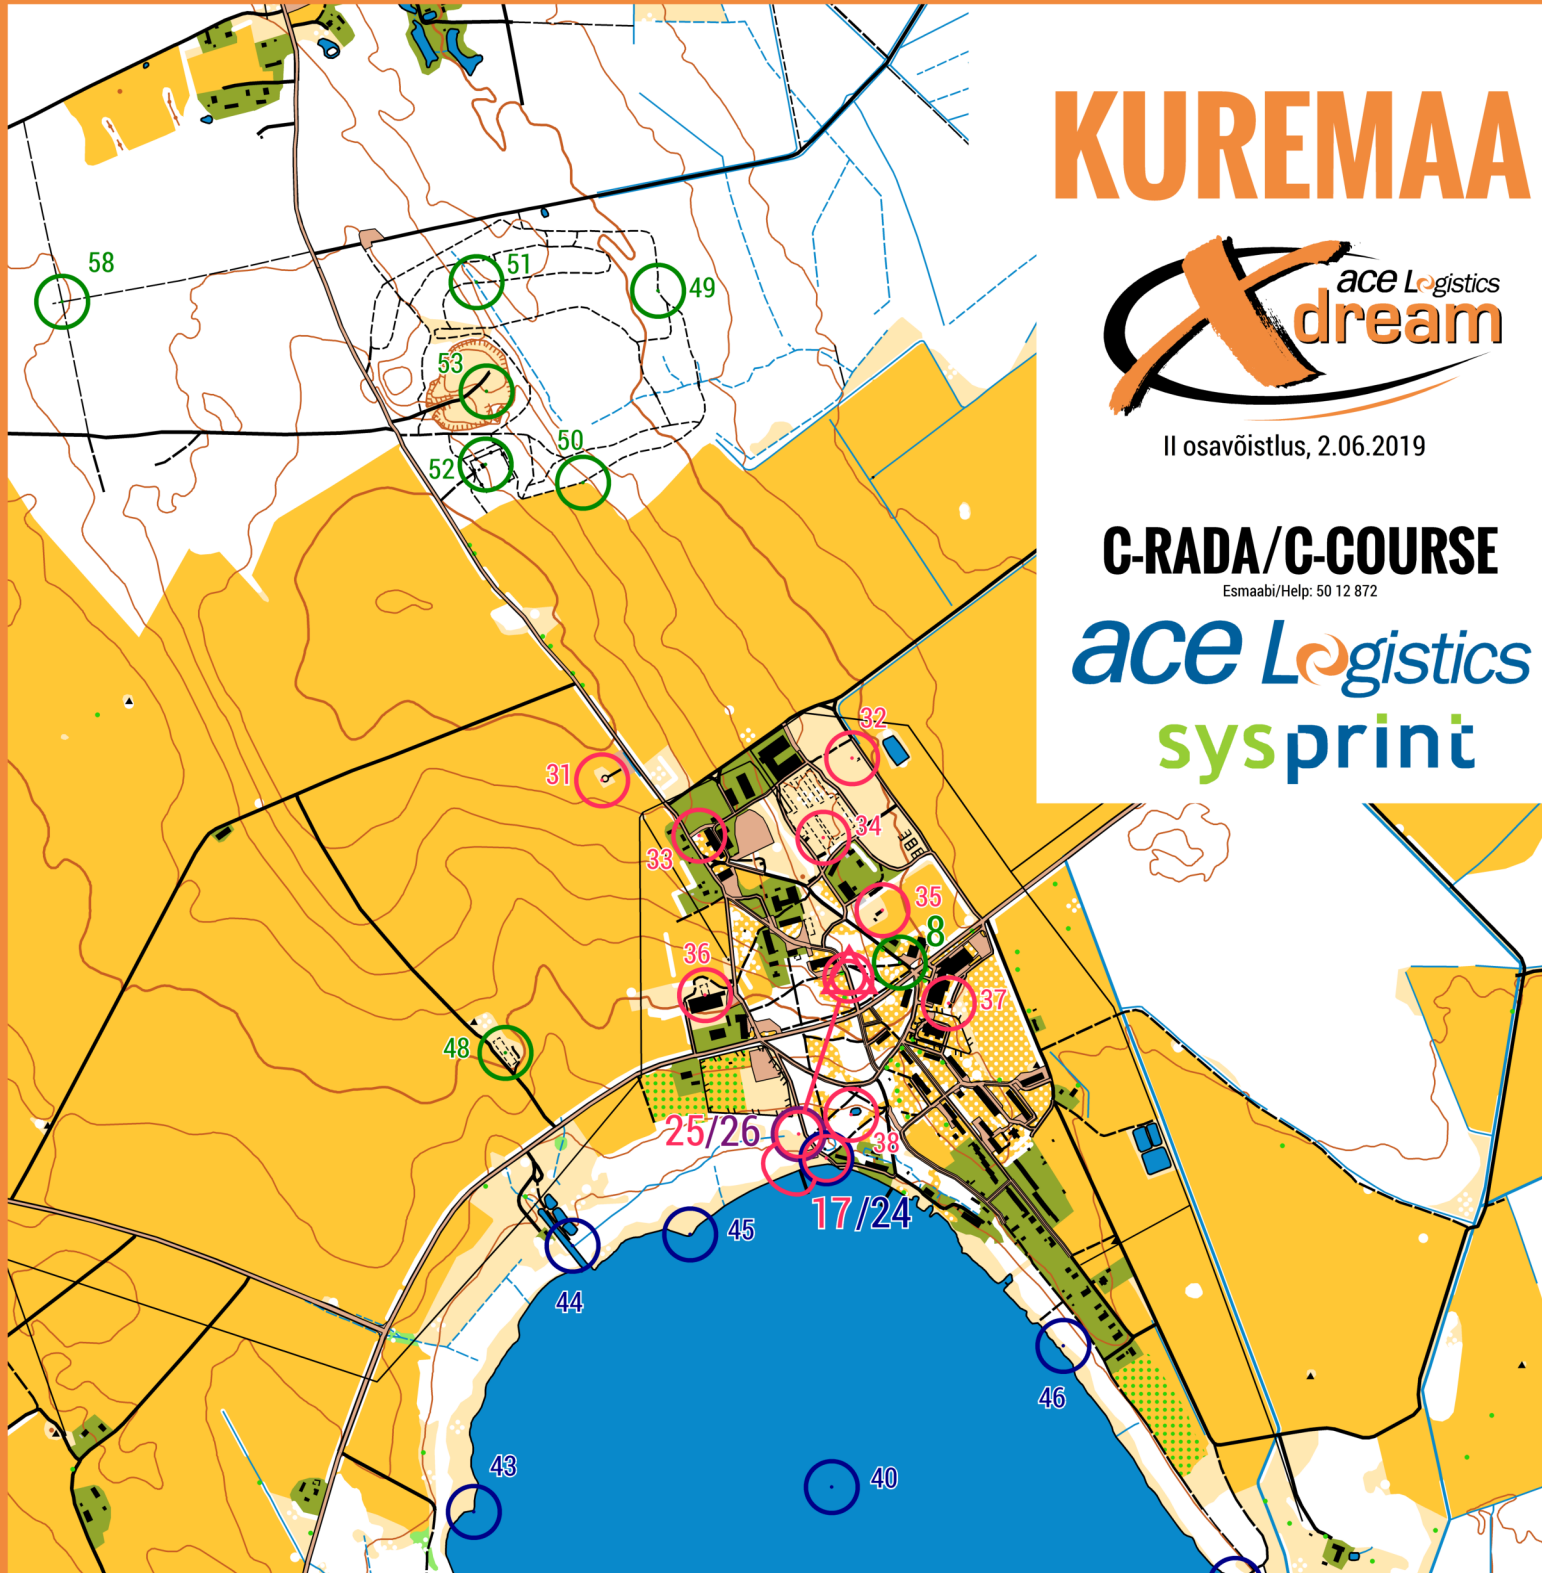 KUREMAA
ace Logistics
dream
II osavõistlus, 2.06.2019
C-RADA/C-COURSE
Esmaabi/Help: 50 12 872
ace Logistics
sysprint
58
51
49
53
50
52
32
31
34
33
35
8
36
37
48
25/26
38
17/24
45
44
46
43
40